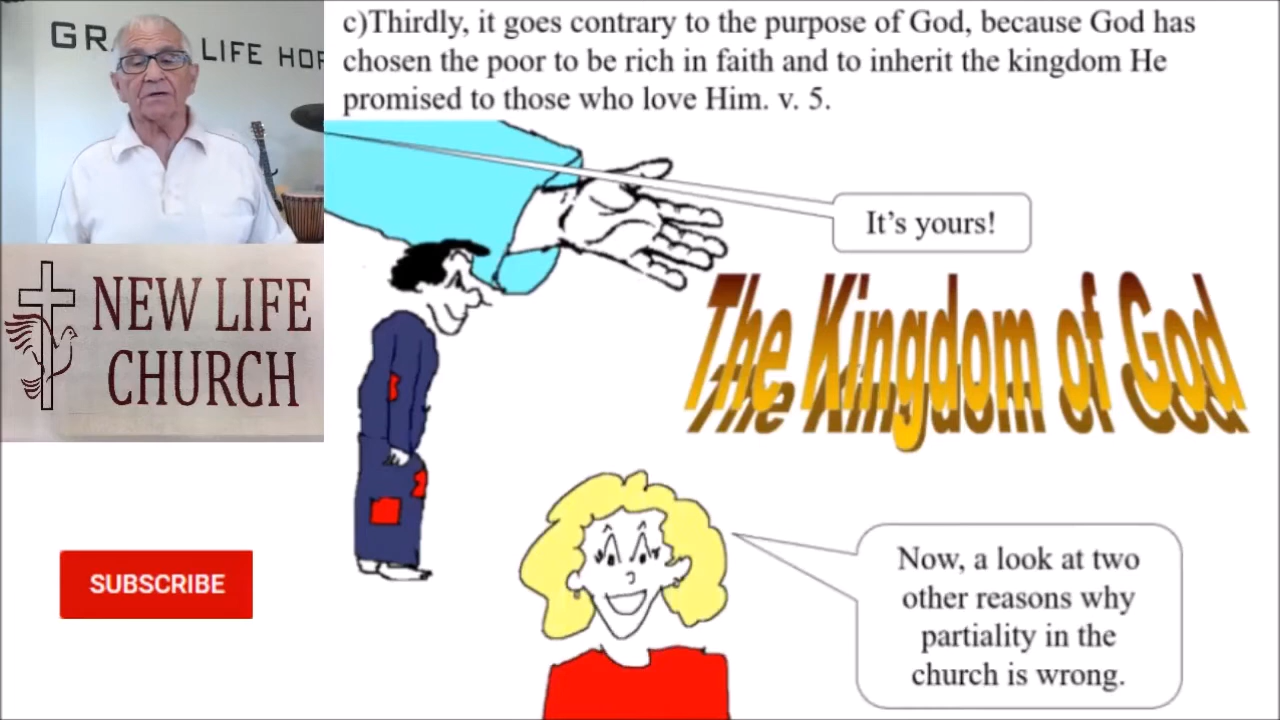 GRA LIFE HOP
c)Thirdly, it goes contrary to the purpose of God, because God has
chosen the poor to be rich in faith and to inherit the kingdom He
promised to those who love Him. v. 5.
It's yours!
The Kingdom of God
NEW LIFE
CHURCH
SUBSCRIBE
Now, a look at two
other reasons why
partiality in the
church is wrong.